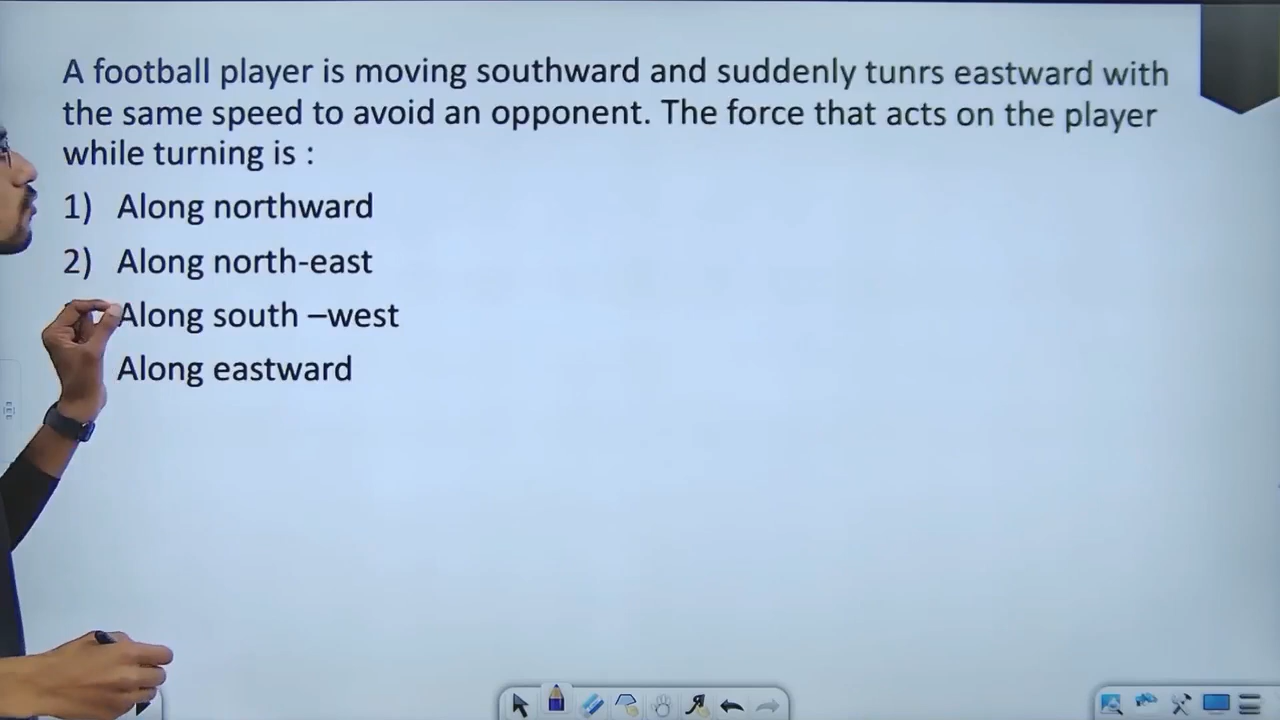 A football player is moving southward and suddenly tunrs eastward with
the same speed to avoid an opponent. The force that acts on the player
while turning is :
1) Along northward
2) Along north-east
Along south –west
Along eastward